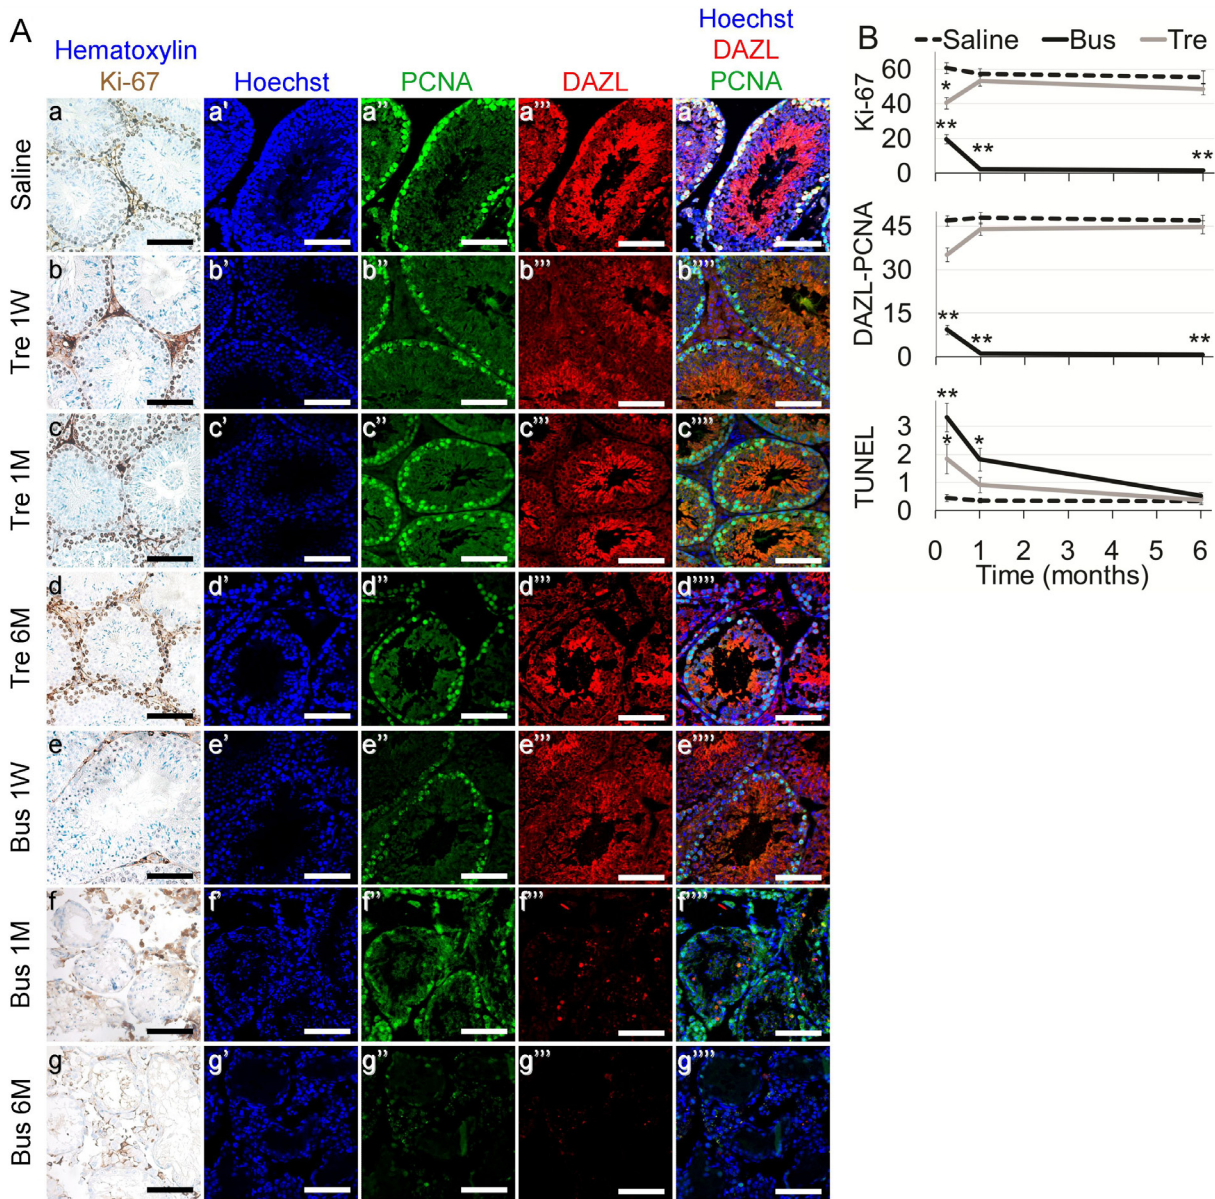 A
Hematoxylin
Ki-67
Hoechst
PCNA
DAZL
Hoechst
DAZL
PCNA
Saline
a
a’
a’’
a’’’
a’’’’
Tre 1W
b
b’
b’’
b’’’
b’’’’
Tre 1M
c
c’
c’’
c’’’
c’’’’
Tre 6M
d
d’
d’’
d’’’
d’’’’
Bus 1W
e
e’
e’’
e’’’
e’’’’
Bus 1M
f
f’
f’’
f’’’
f’’’’
Bus 6M
g
g’
g’’
g’’’
g’’’’
B
Saline Bus Tre
Ki-67
60
40
20
0
*
**
**
**
DAZL-PCNA
45
30
15
0
**
**
**
TUNEL
3
2
1
0
**
*
*
0 1 2 3 4 5 6
Time (months)